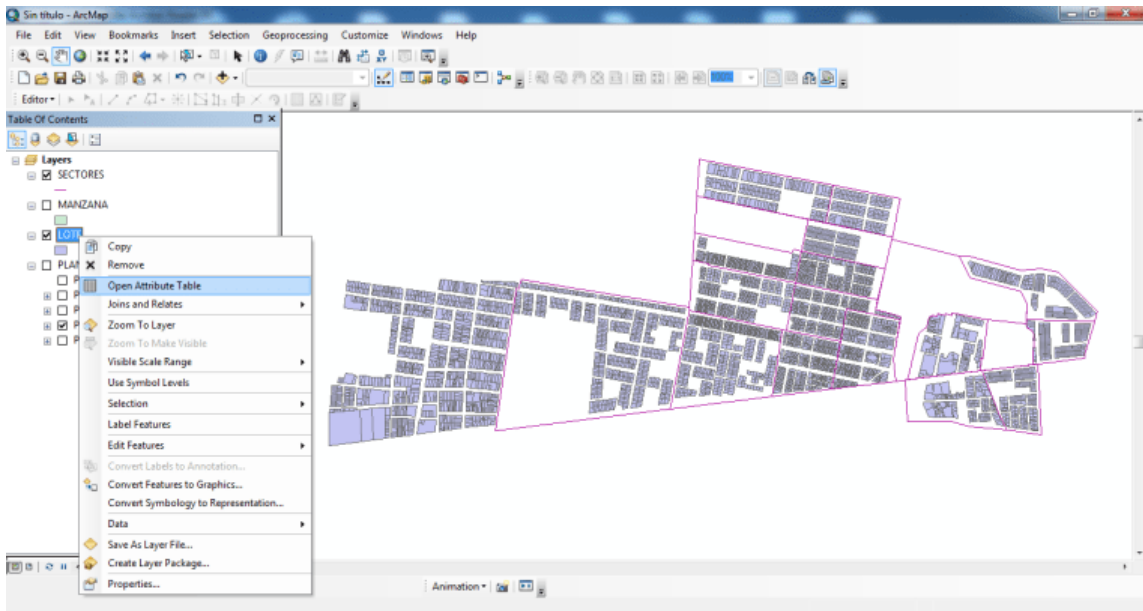 Sin título - ArcMap
File Edit View Bookmarks Insert Selection Geoprocessing Customize Windows Help
Editor
Table Of Contents
Layers
SECTORES
MANZANA
LOTE
Copy
PLAN
Remove
P
Open Attribute Table
P
Joins and Relates
P
P
Zoom To Layer
P
Zoom To Make Visible
Visible Scale Range
Use Symbol Levels
Selection
Label Features
Edit Features
Convert Labels to Annotation...
Convert Features to Graphics...
Convert Symbology to Representation...
Data
Save As Layer File...
Create Layer Package...
Properties...
Animation